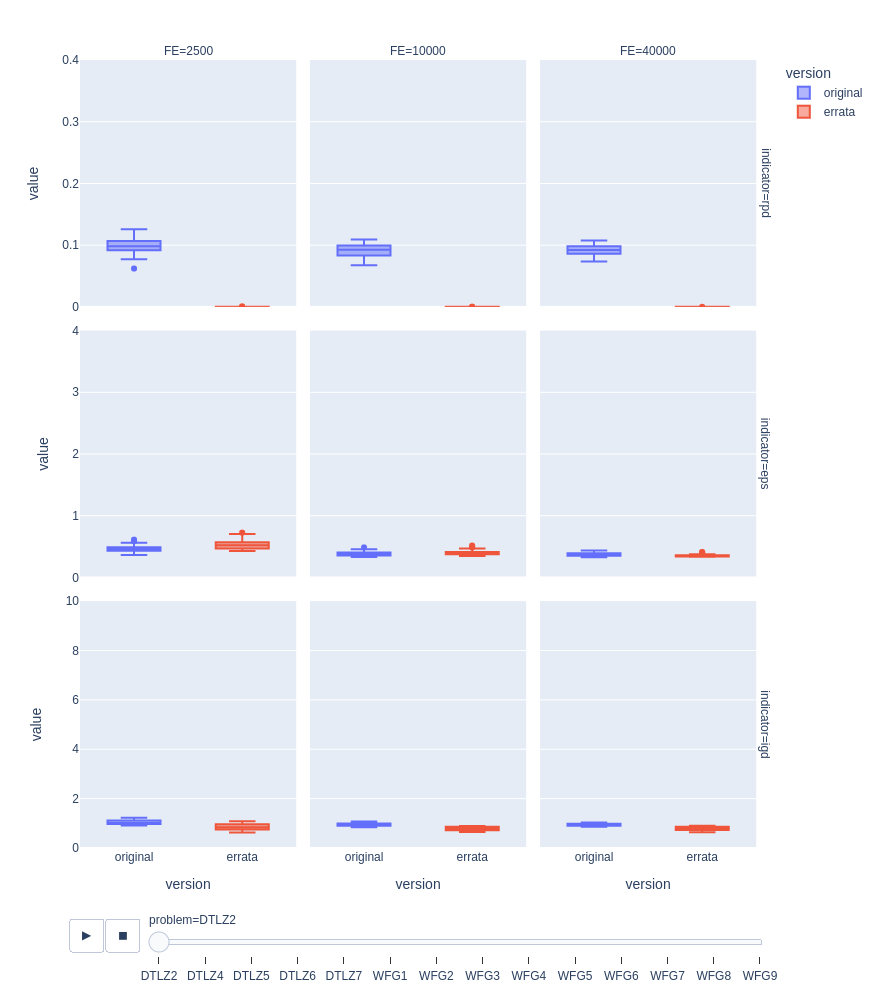 FE=2500 FE=10000 FE=40000
version
original
errata
0.4
0.3
0.2
0.1
0
value
indicator=rpd
4
3
2
1
0
value
indicator=eps
10
8
6
4
2
0
value
indicator=igd
original errata original errata original errata
version version version
problem=DTLZ2
DTLZ2 DTLZ4 DTLZ5 DTLZ6 DTLZ7 WFG1 WFG2 WFG3 WFG4 WFG5 WFG6 WFG7 WFG8 WFG9